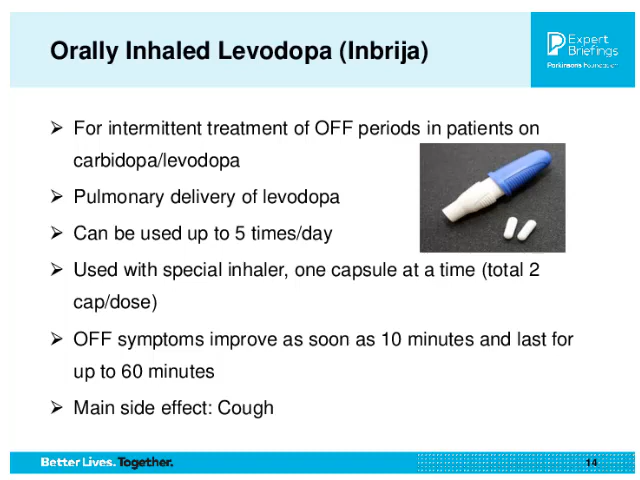 Orally Inhaled Levodopa (Inbrija)
Expert
Briefings
Parkinson's Foundation
➢ For intermittent treatment of OFF periods in patients on
carbidopa/levodopa
➢ Pulmonary delivery of levodopa
➢ Can be used up to 5 times/day
➢ Used with special inhaler, one capsule at a time (total 2
cap/dose)
➢ OFF symptoms improve as soon as 10 minutes and last for
up to 60 minutes
➢ Main side effect: Cough
Better Lives. Together.
14